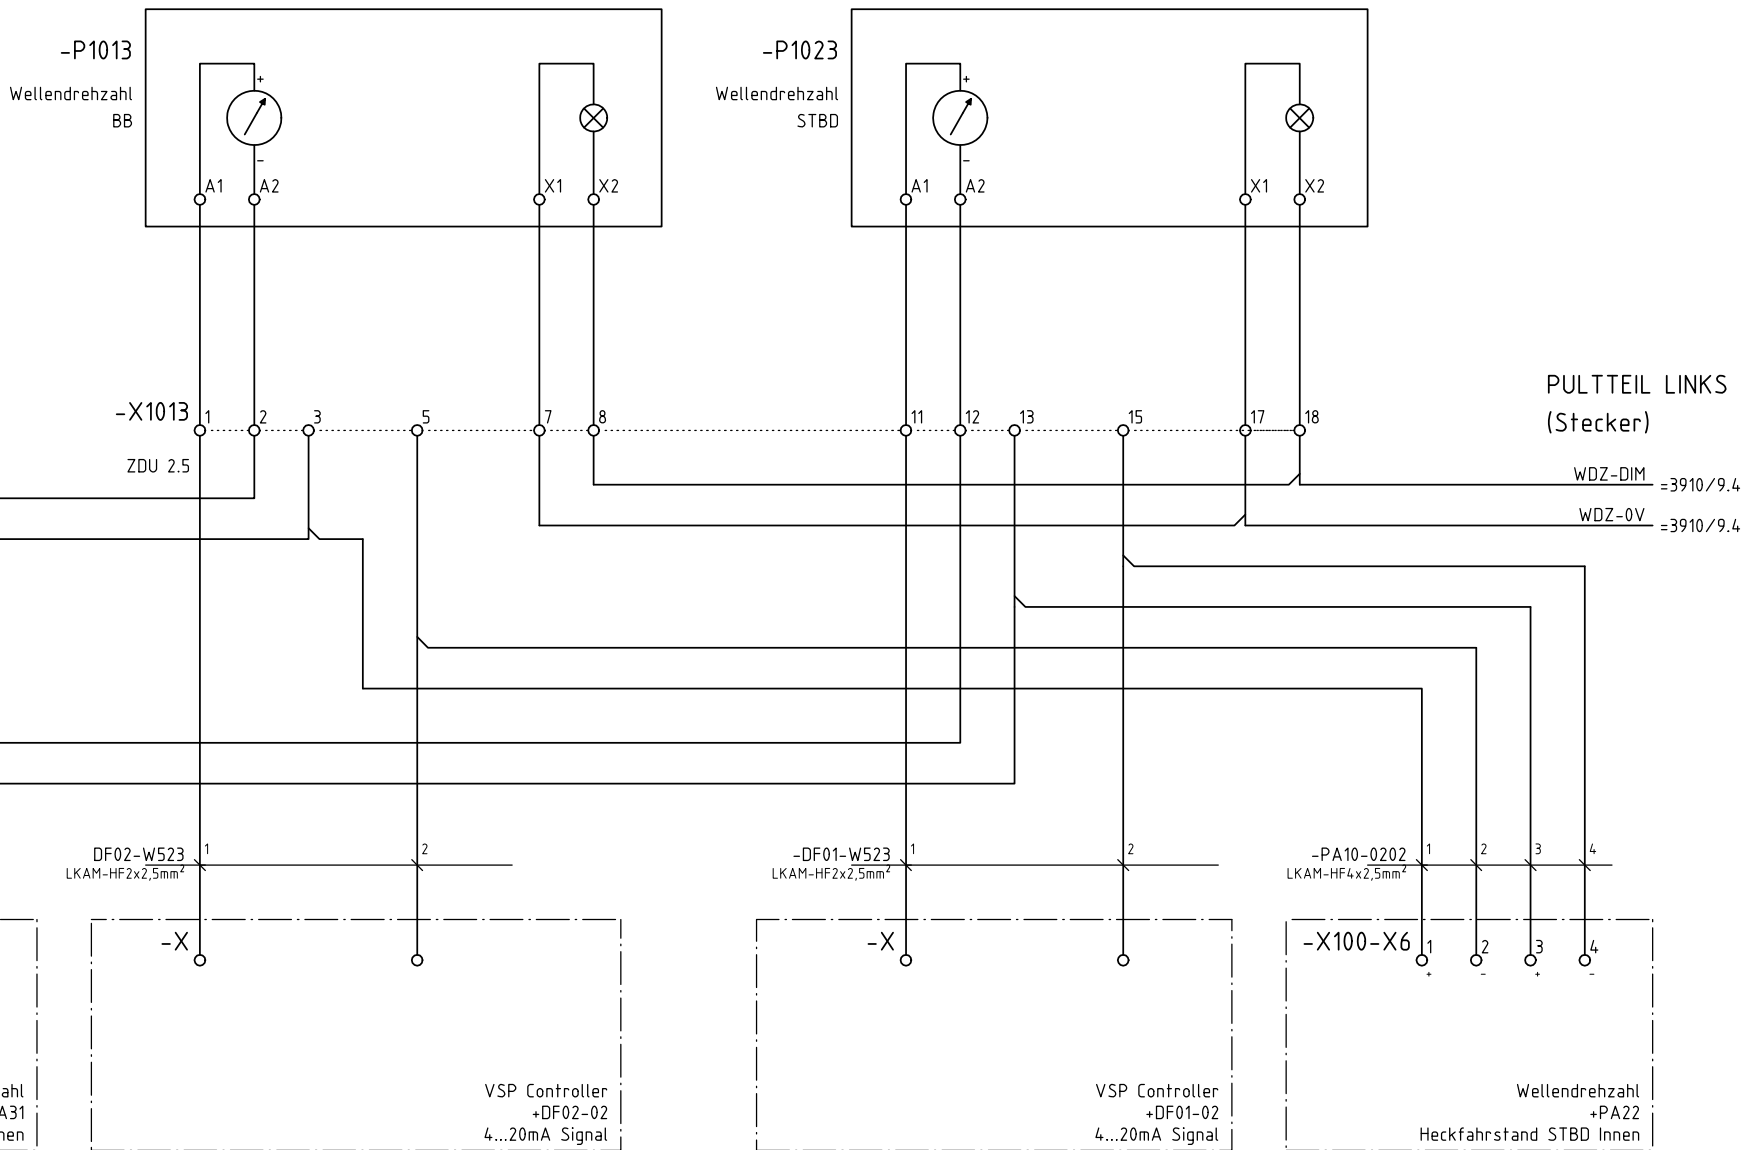 -P1013
Wellendrehzahl
BB
+
-
A1
A2
X1
X2
-P1023
Wellendrehzahl
STBD
+
-
A1
A2
X1
X2
PULTTEIL LINKS
(Stecker)
-X1013
1
2
3
5
7
8
11
12
13
15
17
18
ZDU 2.5
WDZ-DIM
=3910/9.4
WDZ-0V
=3910/9.4
DF02-W523
LKAM-HF2x2,5mm²
1
2
-DF01-W523
LKAM-HF2x2,5mm²
1
2
-PA10-0202
LKAM-HF4x2,5mm²
1
2
3
4
-X
-X
-X100-X6
1
2
3
4
+
-
+
-
ahl
A31
nen
VSP Controller
+DF02-02
4...20mA Signal
VSP Controller
+DF01-02
4...20mA Signal
Wellendrehzahl
+PA22
Heckfahrstand STBD Innen